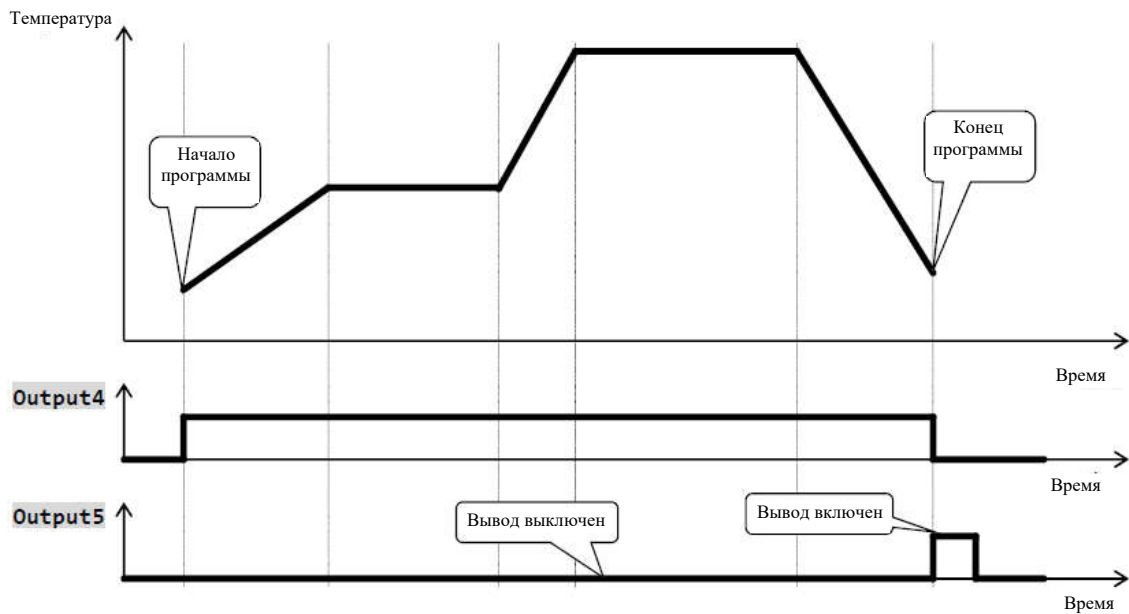 Температура
Начало
программы
Конец
программы
Время
Output4
Время
Output5
Вывод выключен
Вывод включен
Время